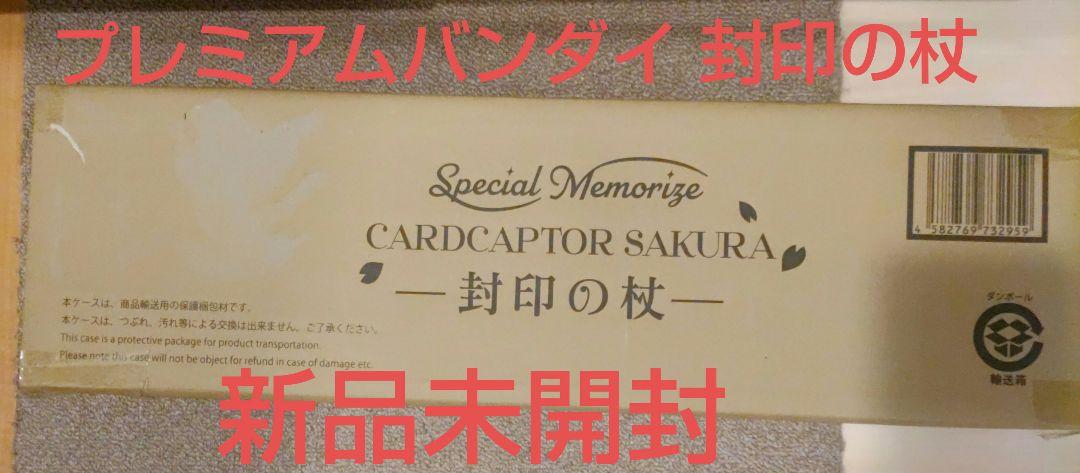 プレミアムバンダイ 封印の杖
Special Memorize
CARDCAPTOR SAKURA
封印の杖
4 582769 732959
本ケースは、商品輸送用の保護梱包材です。
本ケースは、つぶれ、汚れ等による交換は出来ません。ご了承ください。
This case is a protective package for product transportation.
Please note this case will not be object for refund in case of damage etc.
ダンボール
輸送箱
新品未開封